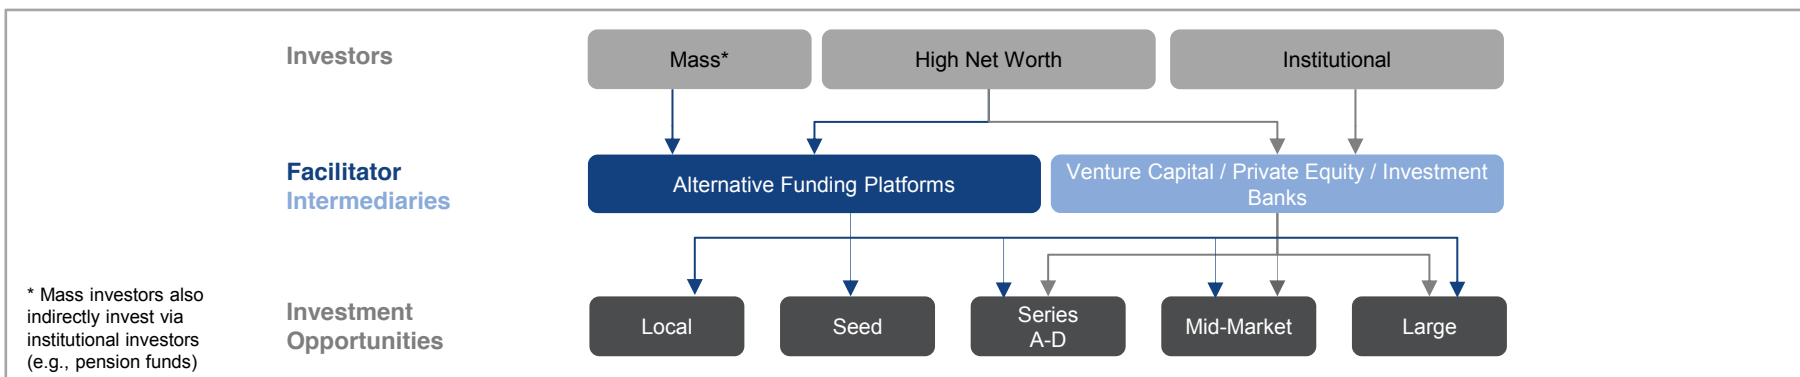 Investors
Mass*
High Net Worth
Institutional
Facilitator
Intermediaries
Alternative Funding Platforms
Venture Capital / Private Equity / Investment
Banks
* Mass investors also
indirectly invest via
institutional investors
(e.g., pension funds)
Investment
Opportunities
Local
Seed
Series
A-D
Mid-Market
Large